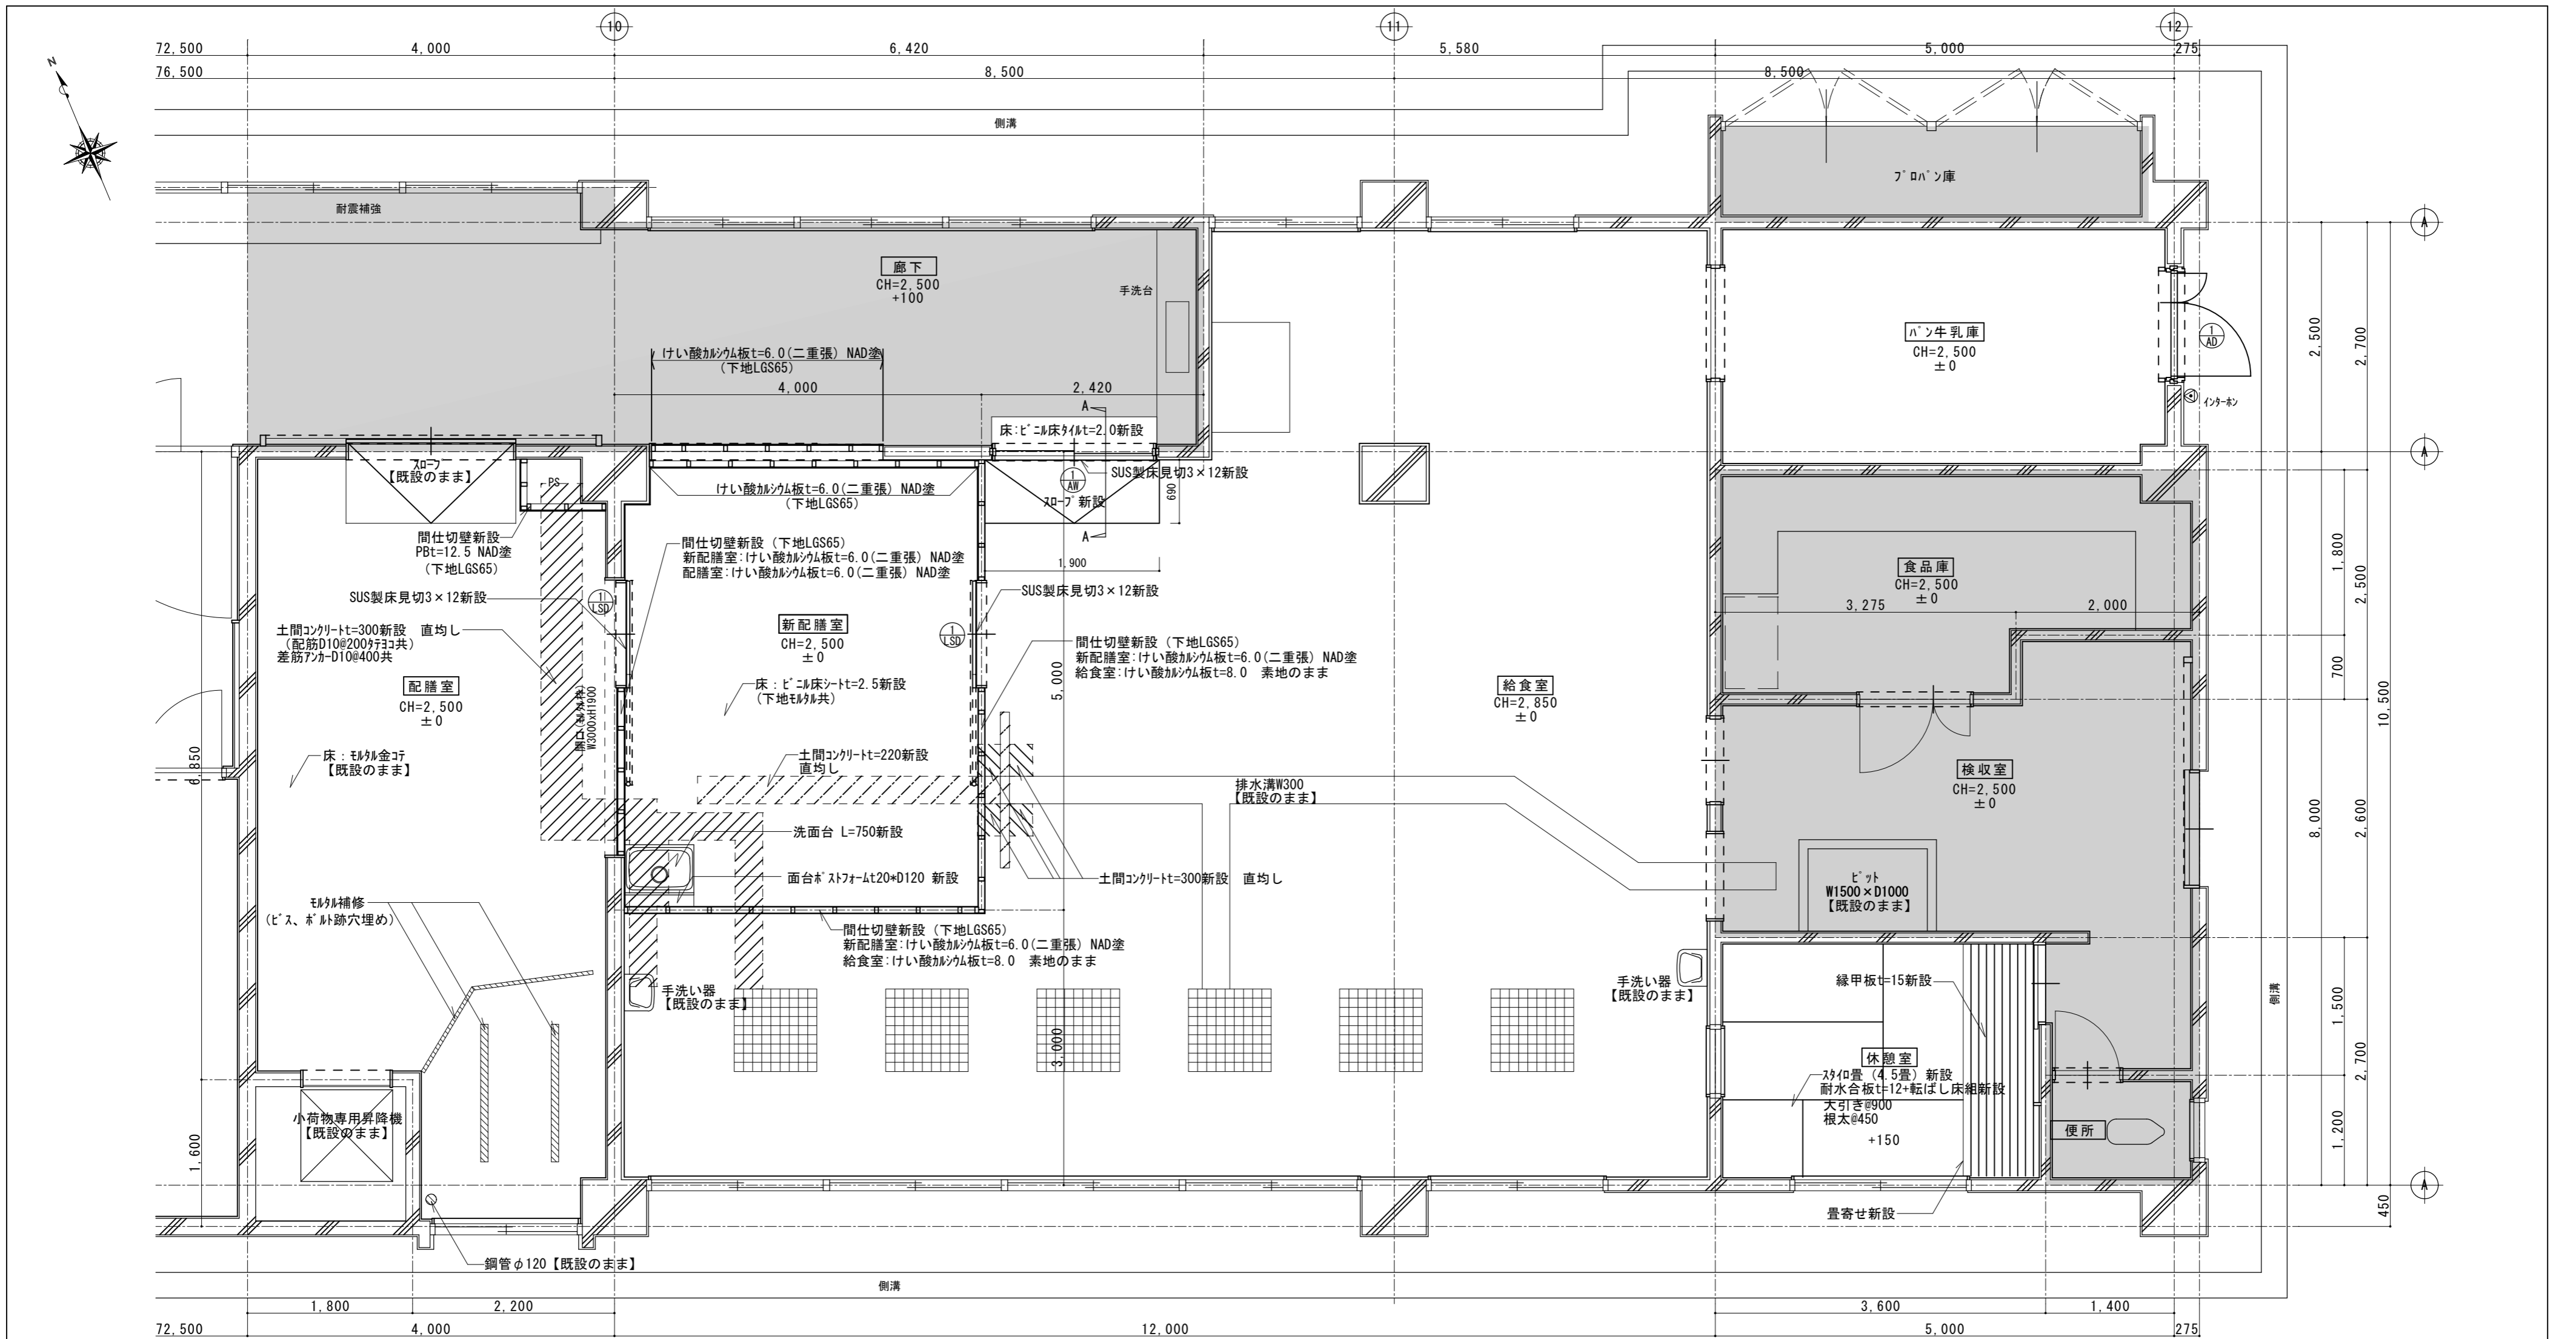 10
11
12
72,500
4,000
6,420
5,580
5,000
275
76,500
8,500
8,500
N
側溝
耐震補強
プロパン庫
A
廊下
CH=2,500
+100
手洗台
パン牛乳庫
CH=2,500
±0
1
AD
インターホン
2,500
2,700
けい酸カルシウム板t=6.0(二重張) NAD塗
(下地LGS65)
4,000
2,420
A
床:ビニル床タイルt=2.0新設
A
スロープ
【既設のまま】
PS
けい酸カルシウム板t=6.0(二重張) NAD塗
(下地LGS65)
1
AW
SUS製床見切3×12新設
スロープ新設
690
A
1,900
間仕切壁新設
PBt=12.5 NAD塗
(下地LGS65)
間仕切壁新設 (下地LGS65)
新配膳室:けい酸カルシウム板t=6.0(二重張) NAD塗
配膳室:けい酸カルシウム板t=6.0(二重張) NAD塗
SUS製床見切3×12新設
1
LSD
SUS製床見切3×12新設
土間コンクリートt=300新設 直均し
(配筋D10@200タテヨコ共)
差筋アンカーD10@400共
新配膳室
CH=2,500
±0
1
LSD
間仕切壁新設 (下地LGS65)
新配膳室:けい酸カルシウム板t=6.0(二重張) NAD塗
給食室:けい酸カルシウム板t=8.0 素地のまま
食品庫
CH=2,500
±0
3,275
2,000
1,800
2,500
700
10,500
配膳室
CH=2,500
±0
W3000xH1900
床:ビニル床シートt=2.5新設
(下地モルタル共)
5,000
給食室
CH=2,850
±0
床:モルタル金コテ
【既設のまま】
6,850
土間コンクリートt=220新設
直均し
排水溝W300
【既設のまま】
検収室
CH=2,500
±0
8,000
2,600
洗面台 L=750新設
面台ポストフォームt20*D120 新設
土間コンクリートt=300新設 直均し
ピット
W1500×D1000
【既設のまま】
モルタル補修
(ビス、ボルト跡穴埋め)
間仕切壁新設 (下地LGS65)
新配膳室:けい酸カルシウム板t=6.0(二重張) NAD塗
給食室:けい酸カルシウム板t=8.0 素地のまま
手洗い器
【既設のまま】
手洗い器
【既設のまま】
縁甲板t=15新設
側溝
1,500
2,700
3,000
休憩室
スタイロ畳 (4.5畳) 新設
耐水合板t=12+転ばし床組新設
大引き@900
根太@450
+150
便所
1,200
小荷物専用昇降機
【既設のまま】
1,600
A
450
畳寄せ新設
鋼管φ120【既設のまま】
側溝
1,800
2,200
3,600
1,400
72,500
4,000
12,000
5,000
275